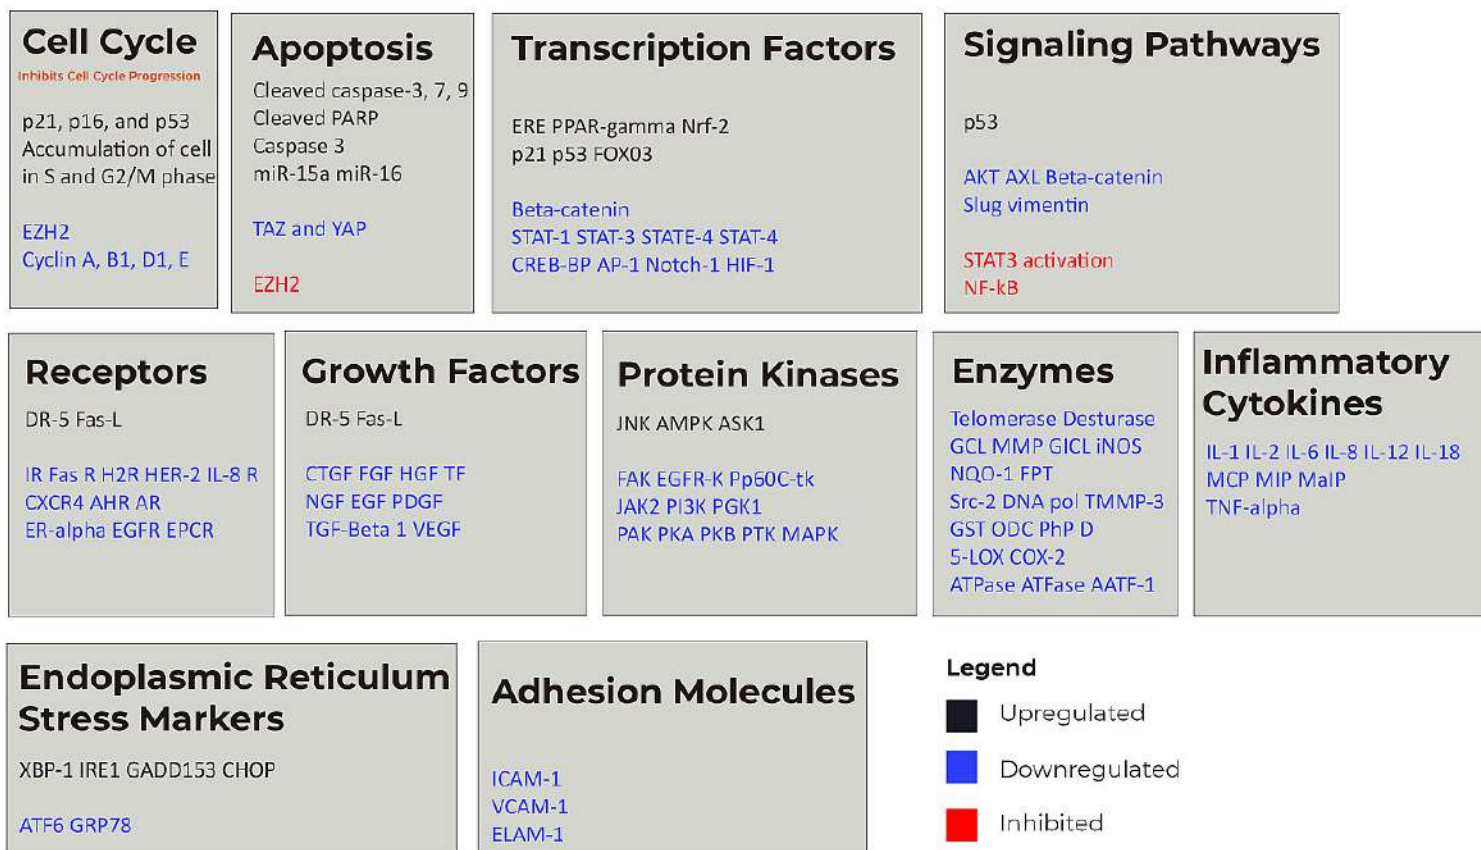 Cell Cycle
Inhibits Cell Cycle Progression
p21, p16, and p53
Accumulation of cell
in S and G2/M phase
EZH2
Cyclin A, B1, D1, E
Apoptosis
Cleaved caspase-3, 7, 9
Cleaved PARP
Caspase 3
miR-15a miR-16
TAZ and YAP
EZH2
Transcription Factors
ERE PPAR-gamma Nrf-2
p21 p53 FOX03
Beta-catenin
STAT-1 STAT-3 STATE-4 STAT-4
CREB-BP AP-1 Notch-1 HIF-1
Signaling Pathways
p53
AKT AXL Beta-catenin
Slug vimentin
STAT3 activation
NF-kB
Receptors
DR-5 Fas-L
IR Fas R H2R HER-2 IL-8 R
CXCR4 AHR AR
ER-alpha EGFR EPCR
Growth Factors
DR-5 Fas-L
CTGF FGF HGF TF
NGF EGF PDGF
TGF-Beta 1 VEGF
Protein Kinases
JNK AMPK ASK1
FAK EGFR-K Pp60C-tk
JAK2 PI3K PGK1
PAK PKA PKB PTK MAPK
Enzymes
Telomerase Desturase
GCL MMP GICL iNOS
NQO-1 FPT
Src-2 DNA pol TMMP-3
GST ODC PhP D
5-LOX COX-2
ATPase ATFase AATF-1
Inflammatory
Cytokines
IL-1 IL-2 IL-6 IL-8 IL-12 IL-18
MCP MIP MaIP
TNF-alpha
Endoplasmic Reticulum
Stress Markers
XBP-1 IRE1 GADD153 CHOP
ATF6 GRP78
Adhesion Molecules
ICAM-1
VCAM-1
ELAM-1
Legend
Upregulated
Downregulated
Inhibited